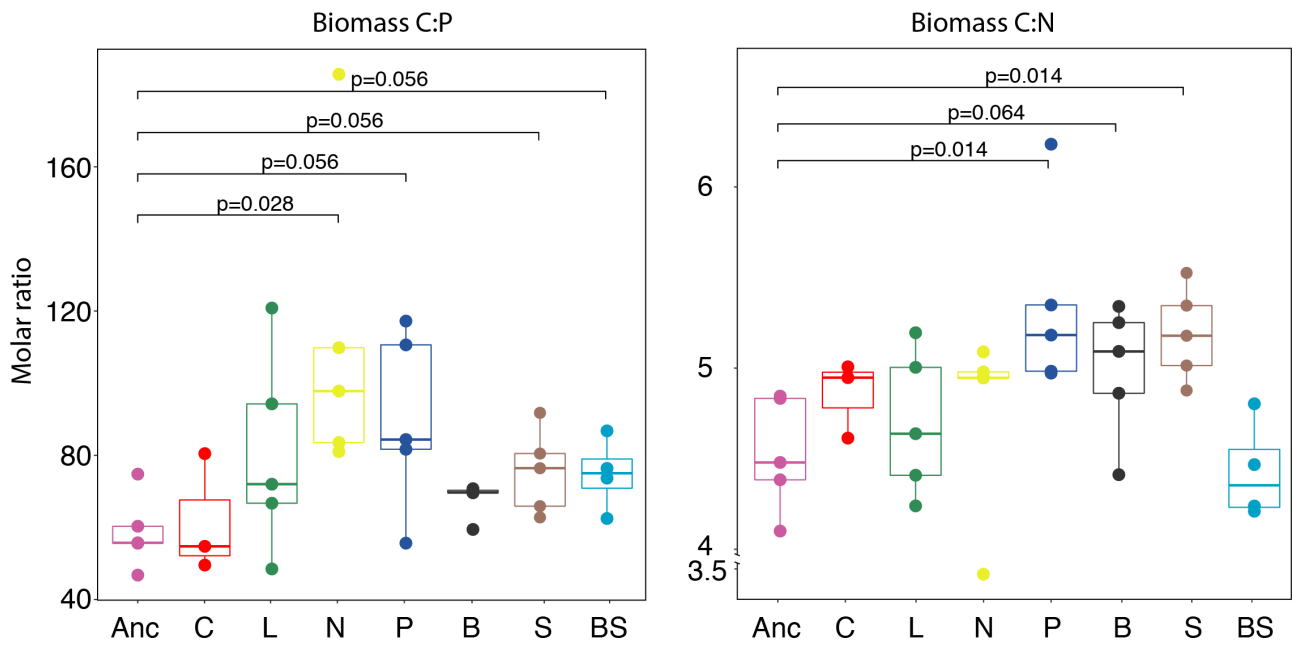 Biomass C:P
Biomass C:N
p=0.056
p=0.056
p=0.056
p=0.028
160
120
80
40
Molar ratio
Anc C L N P B S BS
p=0.014
p=0.064
p=0.014
6
5
4
3.5
Anc C L N P B S BS